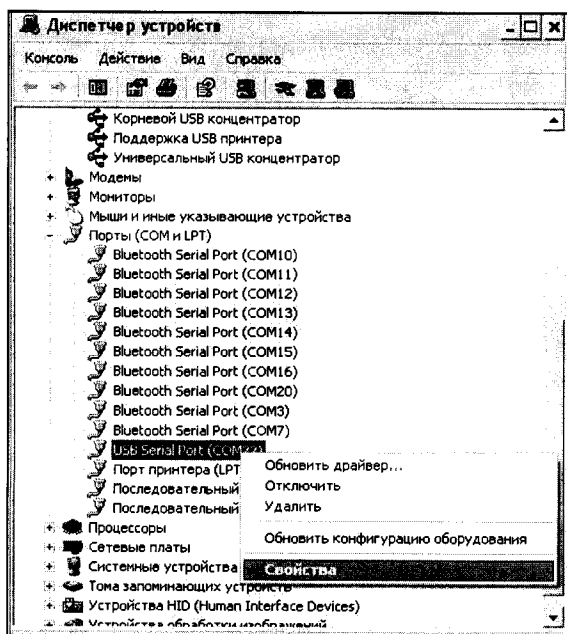 Диспетчер устройств
Консоль Действие Вид Справка
Корневой USB концентратор
Поддержка USB принтера
Универсальный USB концентратор
Модемы
Мониторы
Мыши и иные указывающие устройства
Порты (COM и LPT)
Bluetooth Serial Port (COM10)
Bluetooth Serial Port (COM11)
Bluetooth Serial Port (COM12)
Bluetooth Serial Port (COM13)
Bluetooth Serial Port (COM14)
Bluetooth Serial Port (COM15)
Bluetooth Serial Port (COM16)
Bluetooth Serial Port (COM20)
Bluetooth Serial Port (COM3)
Bluetooth Serial Port (COM7)
USB Serial Port
Порт принтера (LPT
Последовательный
Последовательный
Процессоры
Сетевые платы
Системные устройства
Тома запоминающих устройств
Устройства HID (Human Interface Devices)
Устройства обработки изображений
Обновить драйвер...
Отключить
Удалить
Обновить конфигурацию оборудования
Свойства